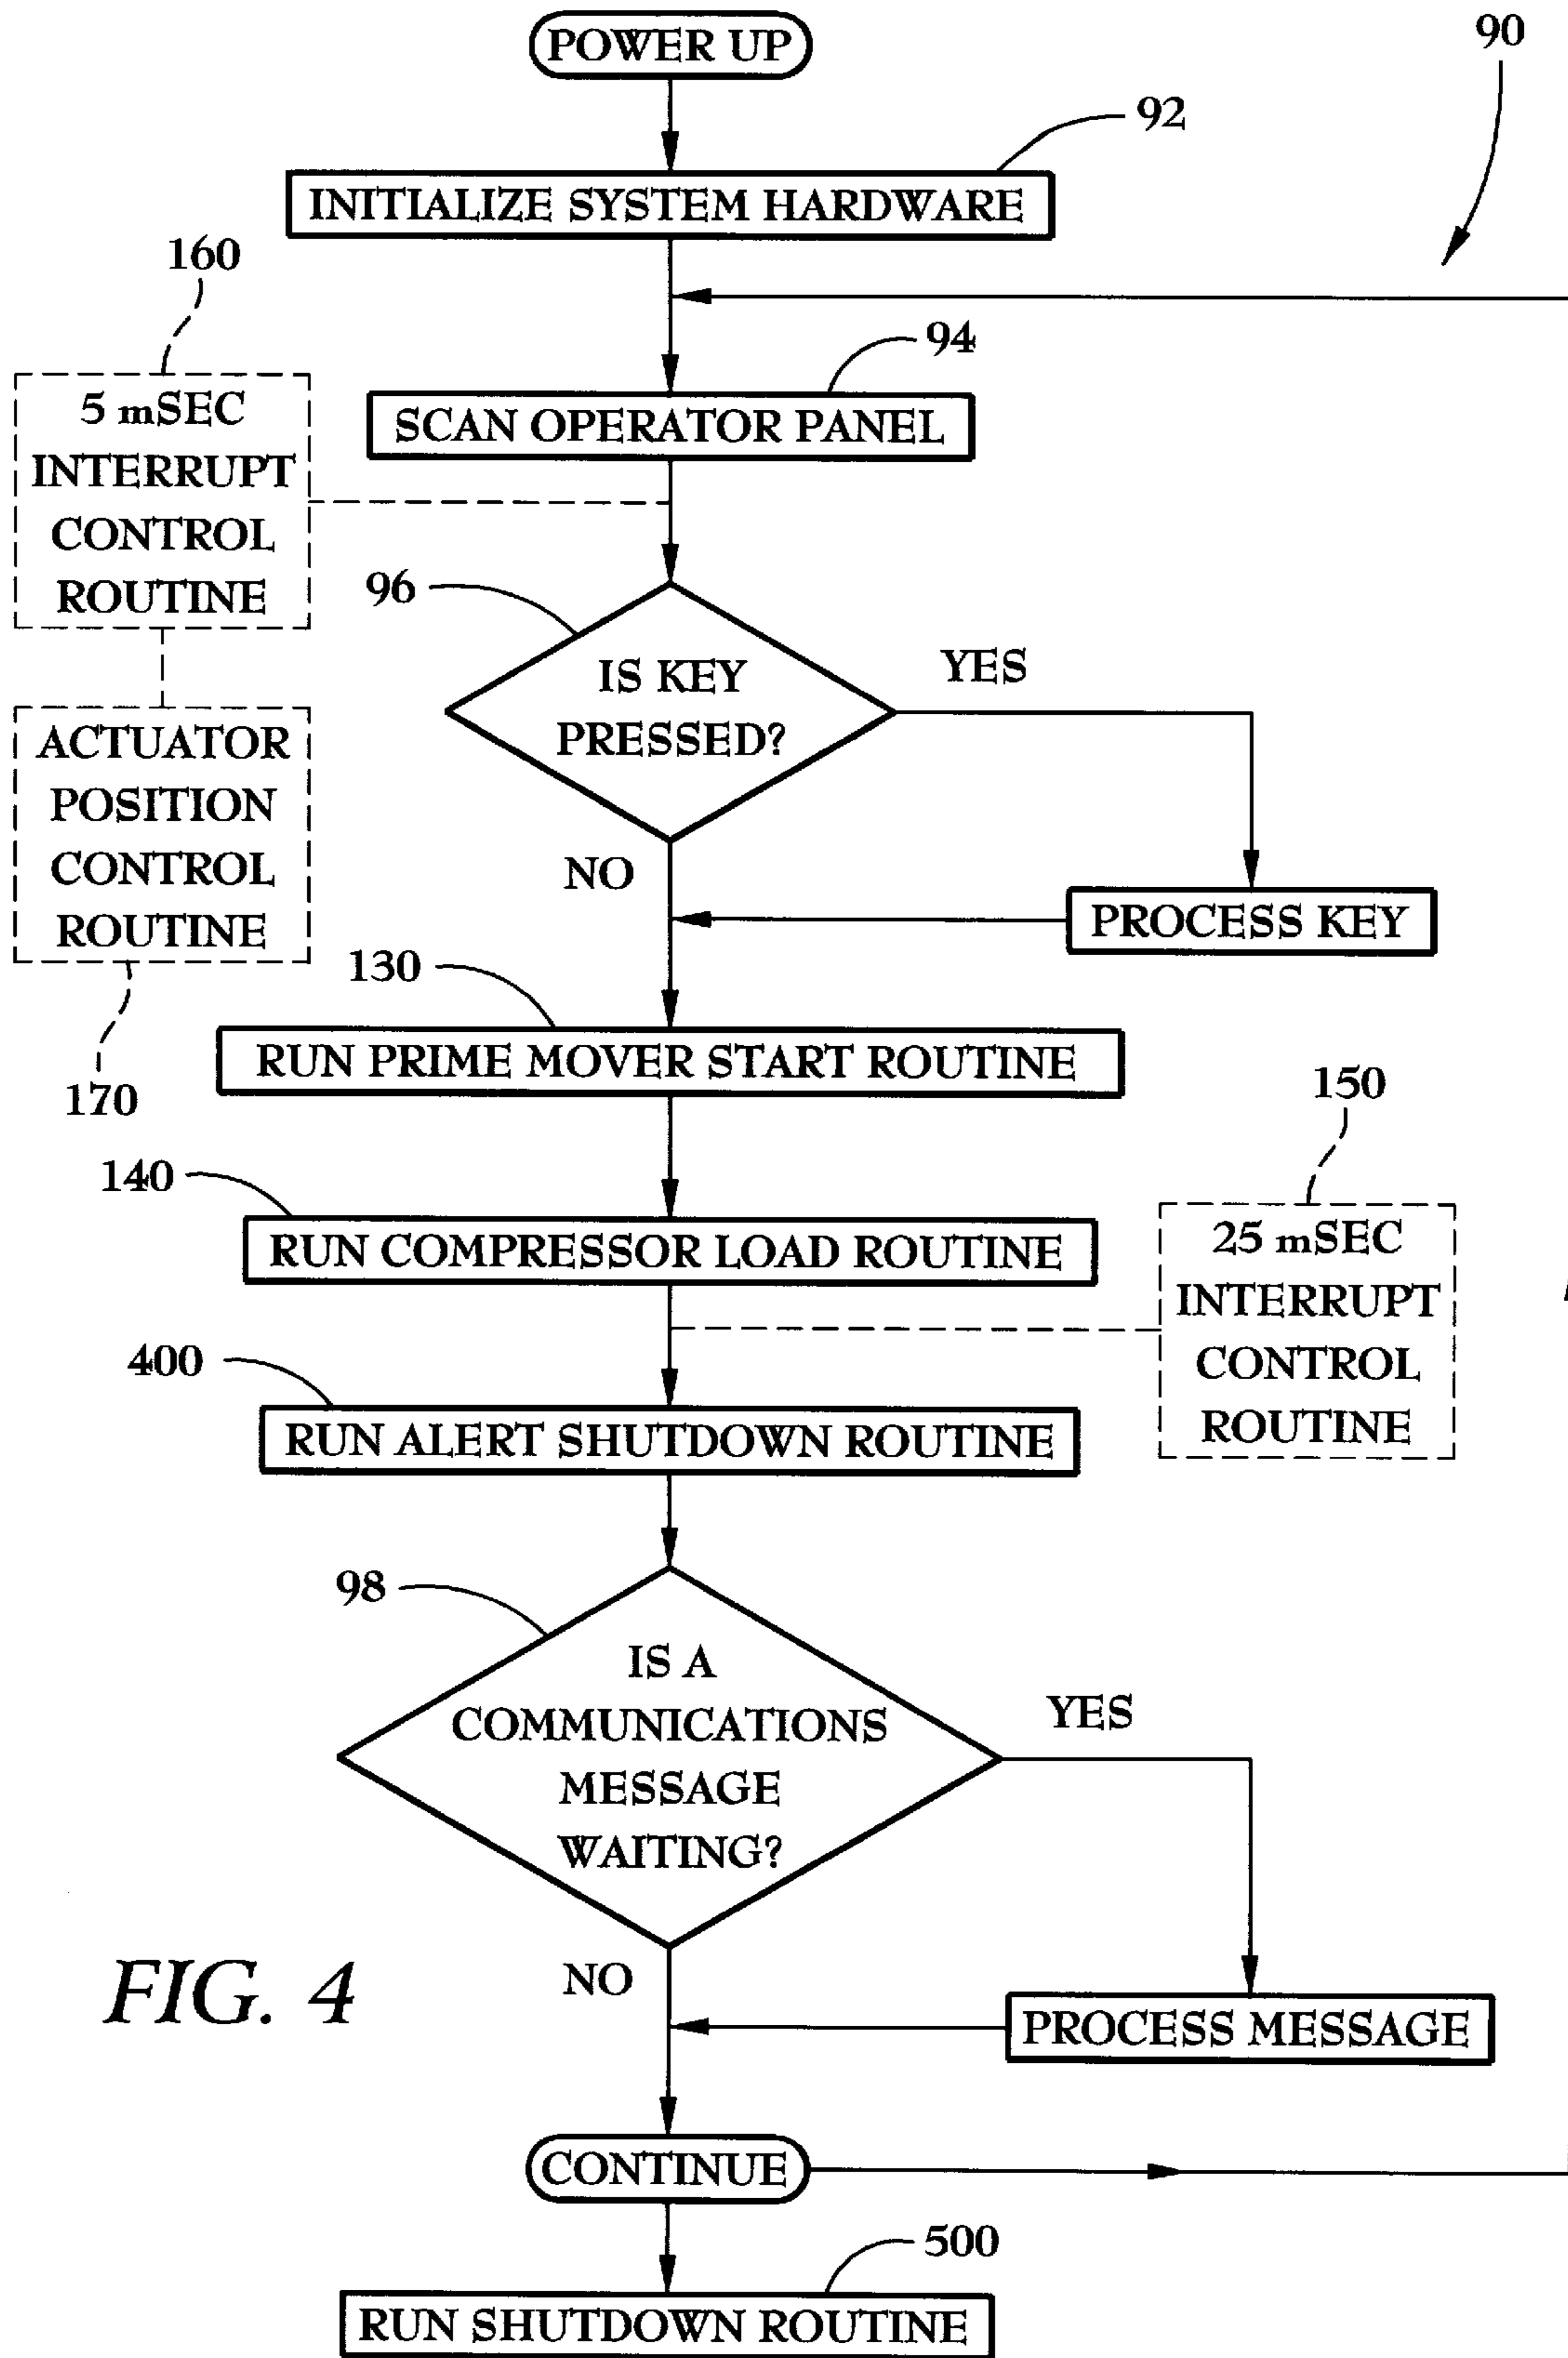 POWER UP
90
92
INITIALIZE SYSTEM HARDWARE
160
94
5 mSEC
INTERRUPT
CONTROL
ROUTINE
SCAN OPERATOR PANEL
96
IS KEY
PRESSED?
YES
ACTUATOR
POSITION
CONTROL
ROUTINE
NO
PROCESS KEY
130
170
RUN PRIME MOVER START ROUTINE
150
140
RUN COMPRESSOR LOAD ROUTINE
25 mSEC
INTERRUPT
CONTROL
ROUTINE
400
RUN ALERT SHUTDOWN ROUTINE
98
IS A
COMMUNICATIONS
MESSAGE
WAITING?
YES
NO
FIG. 4
PROCESS MESSAGE
CONTINUE
500
RUN SHUTDOWN ROUTINE